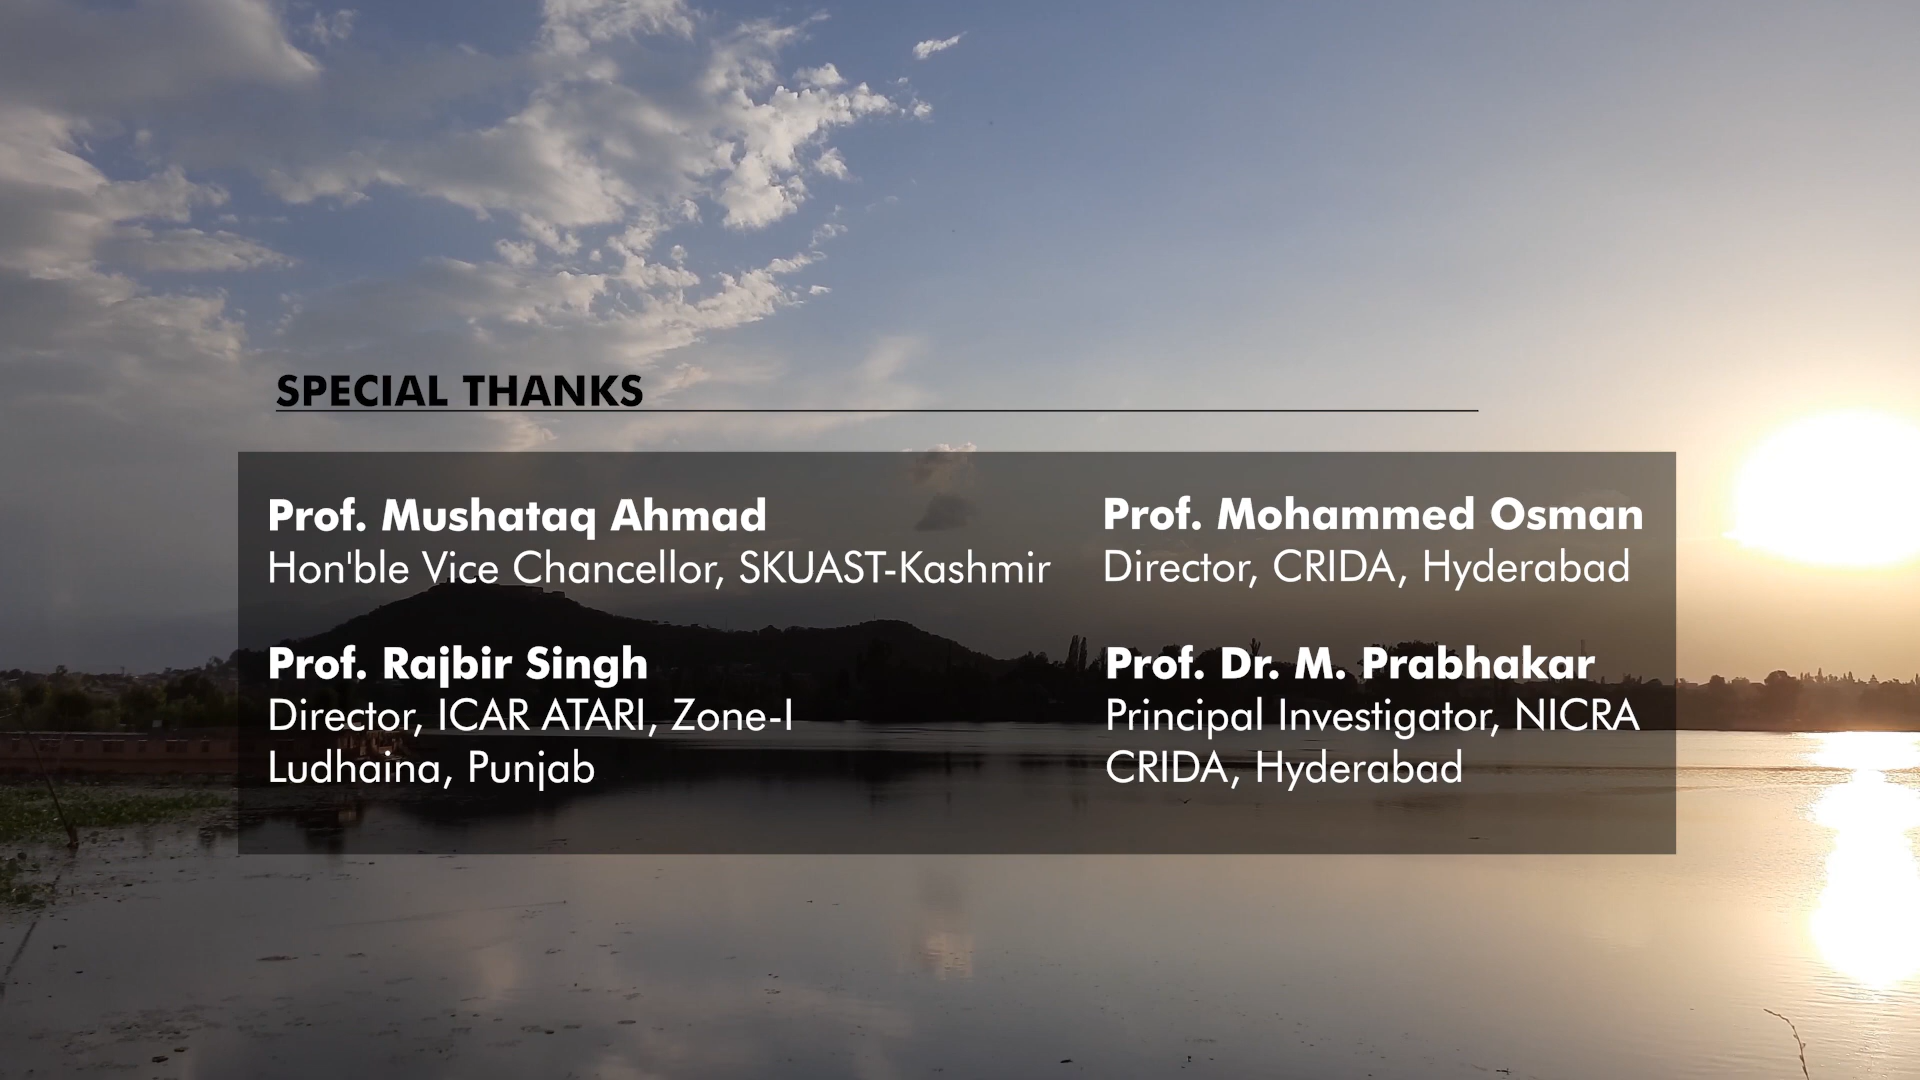 SPECIAL THANKS
Prof. Mushataq Ahmad
Hon'ble Vice Chancellor, SKUAST-Kashmir
Prof. Rajbir Singh
Director, ICAR ATARI, Zone-I
Ludhaina, Punjab
Prof. Mohammed Osman
Director, CRIDA, Hyderabad
Prof. Dr. M. Prabhakar
Principal Investigator, NICRA
CRIDA, Hyderabad